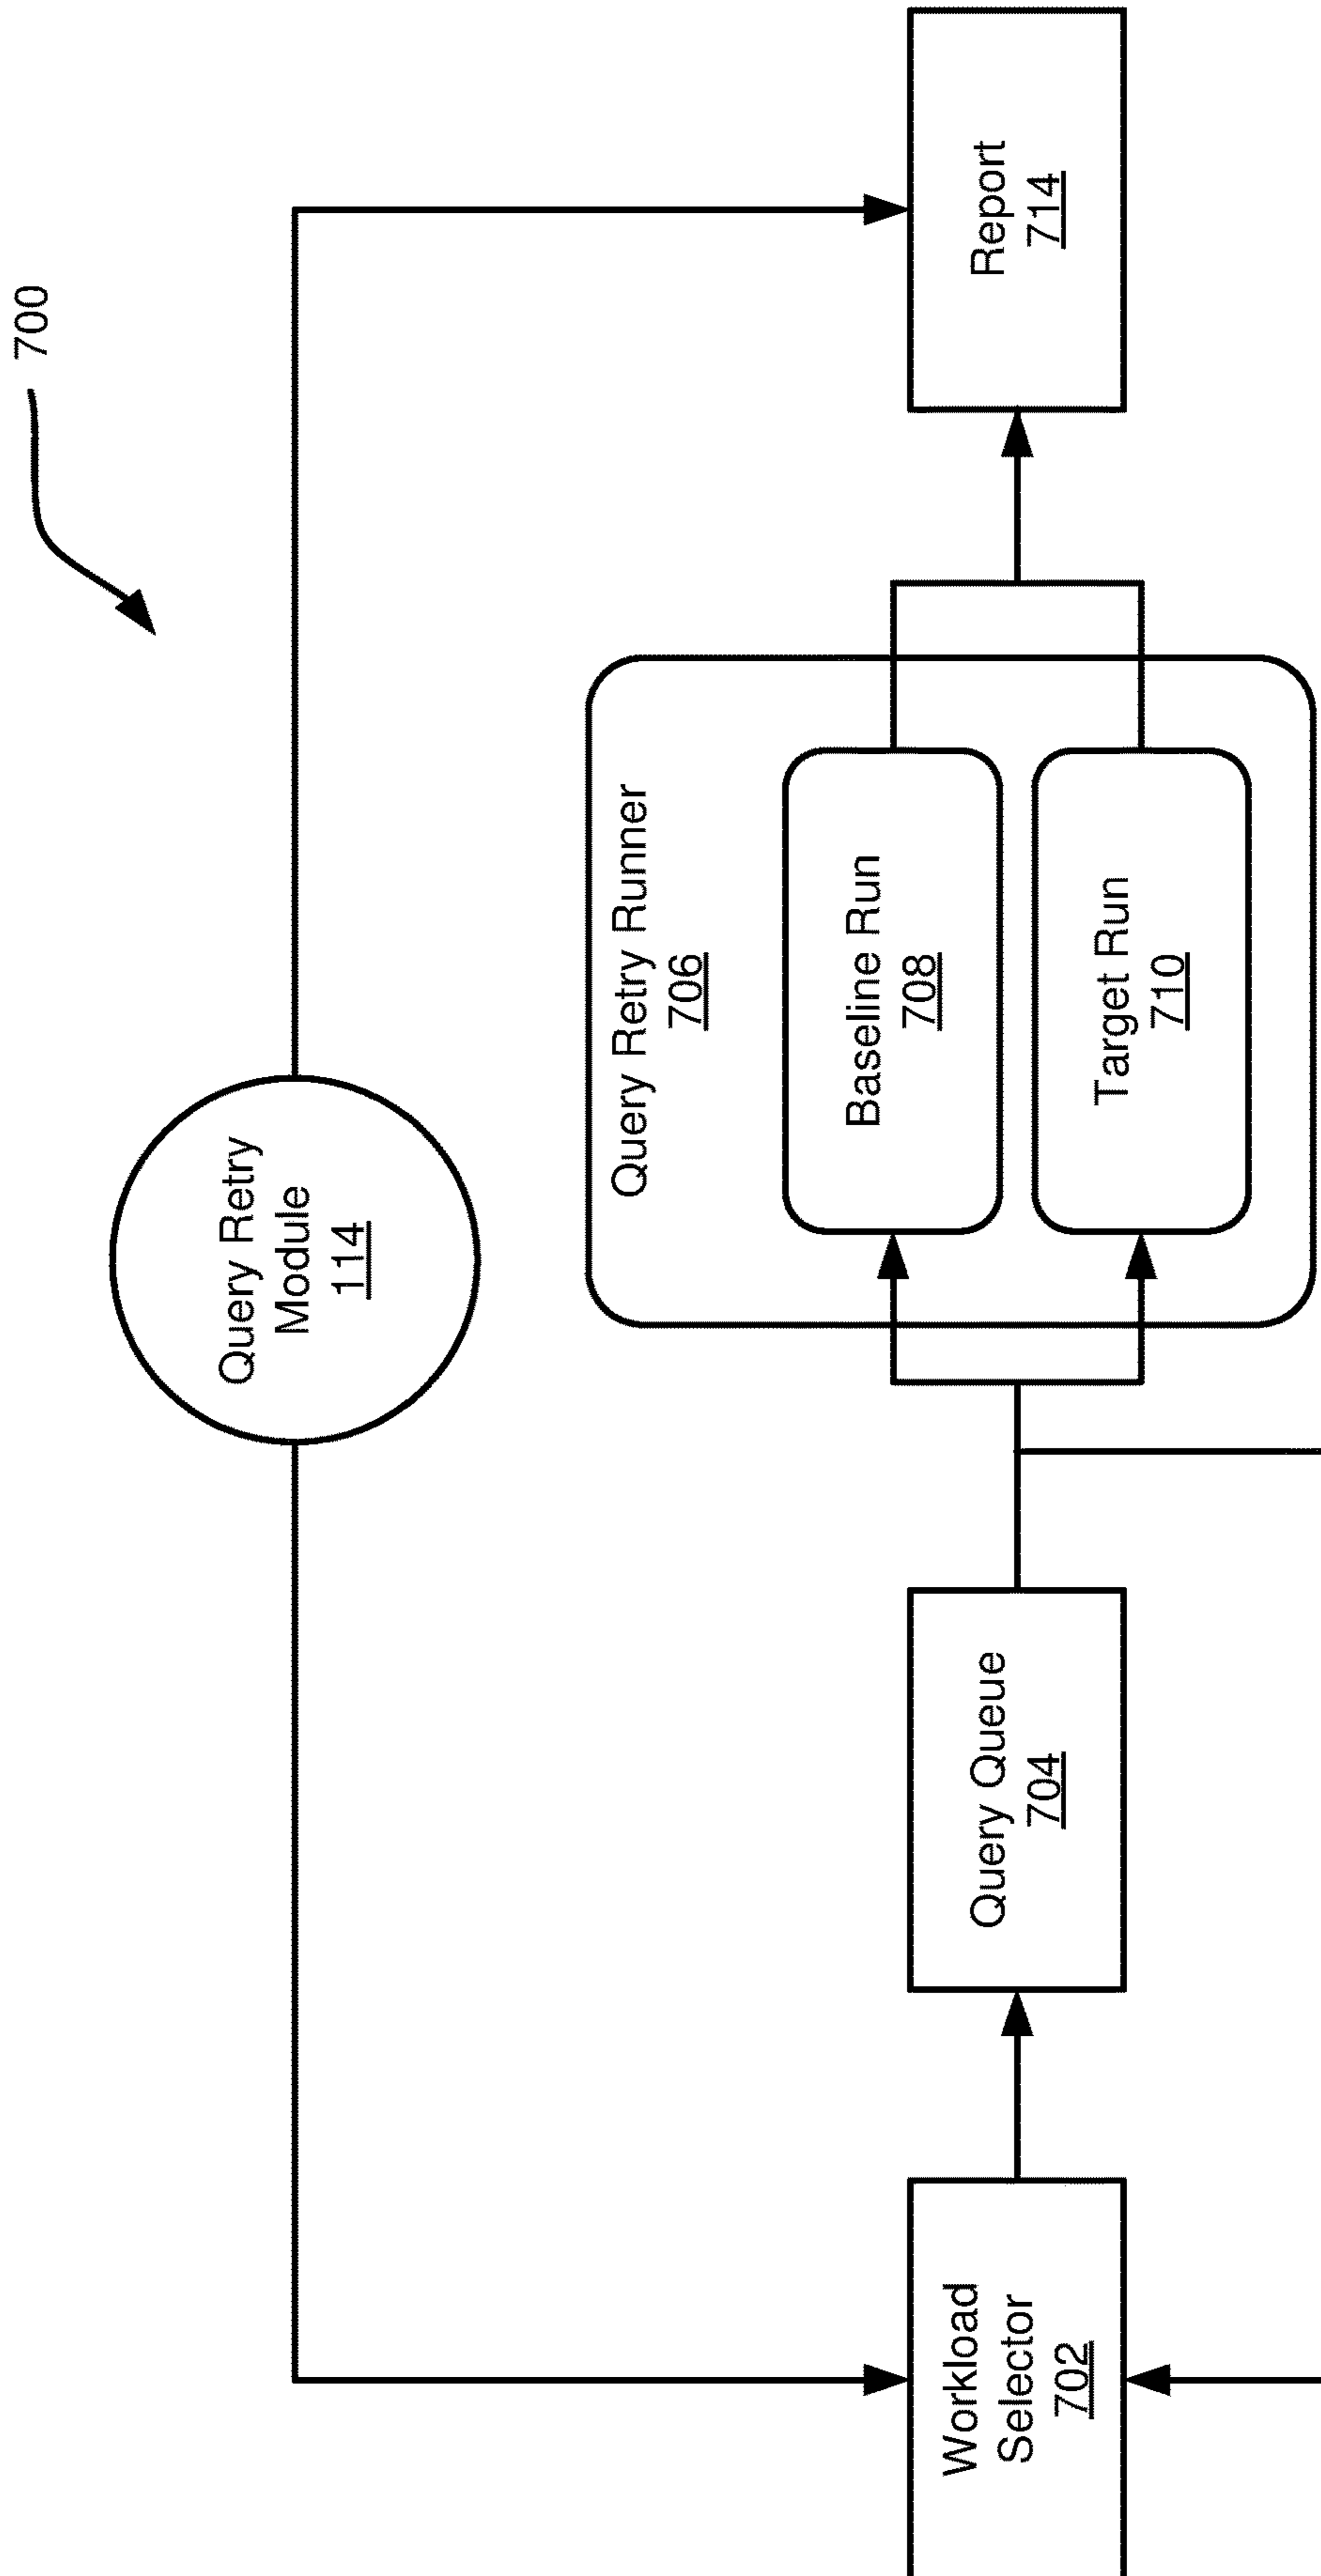 700
Query Retry
Module
114
Query Retry Runner
706
Workload
Selector
702
Query Queue
704
Baseline Run
708
Target Run
710
Report
714